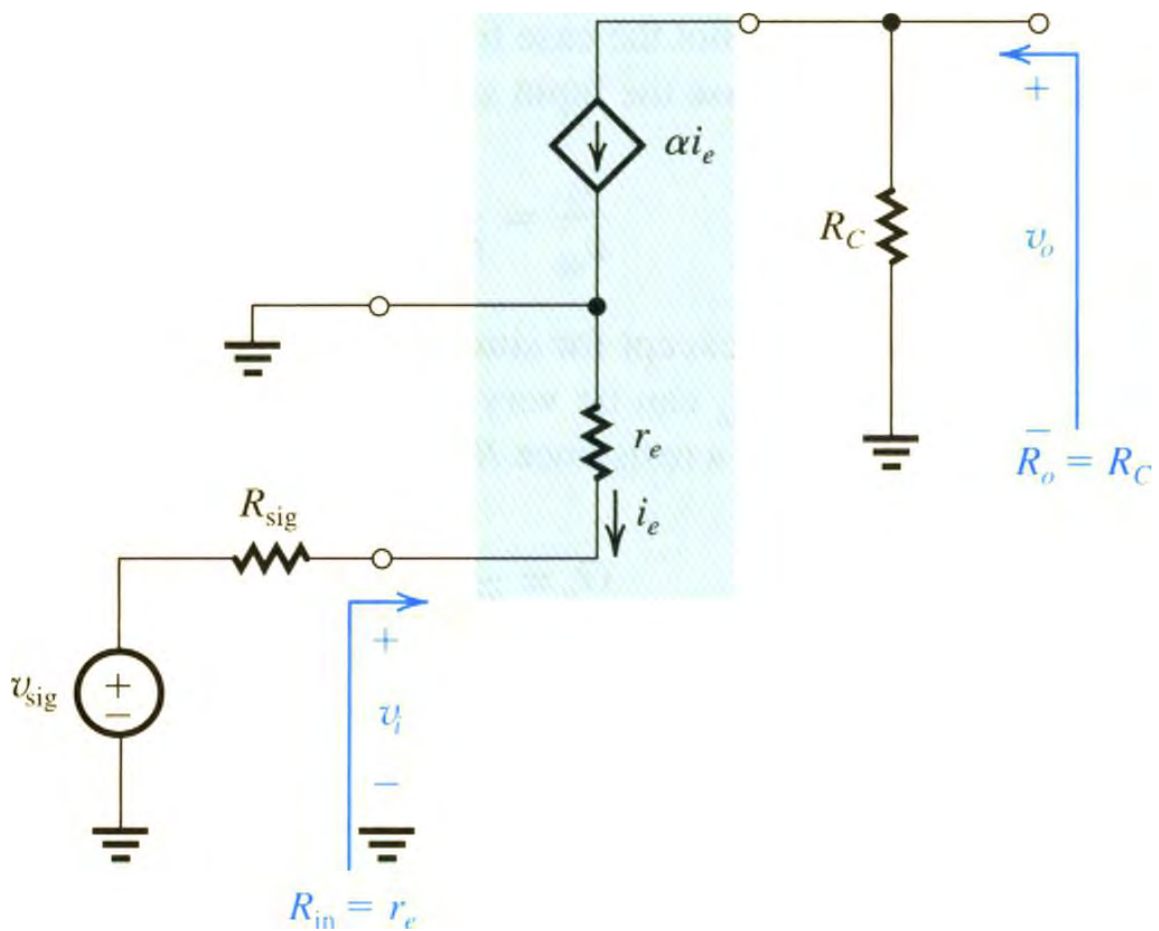 αi_e
R_C
+
v_o
−
R_o = R_C
r_e
i_e
R_sig
v_sig
+
−
+
v_i
−
R_in = r_e